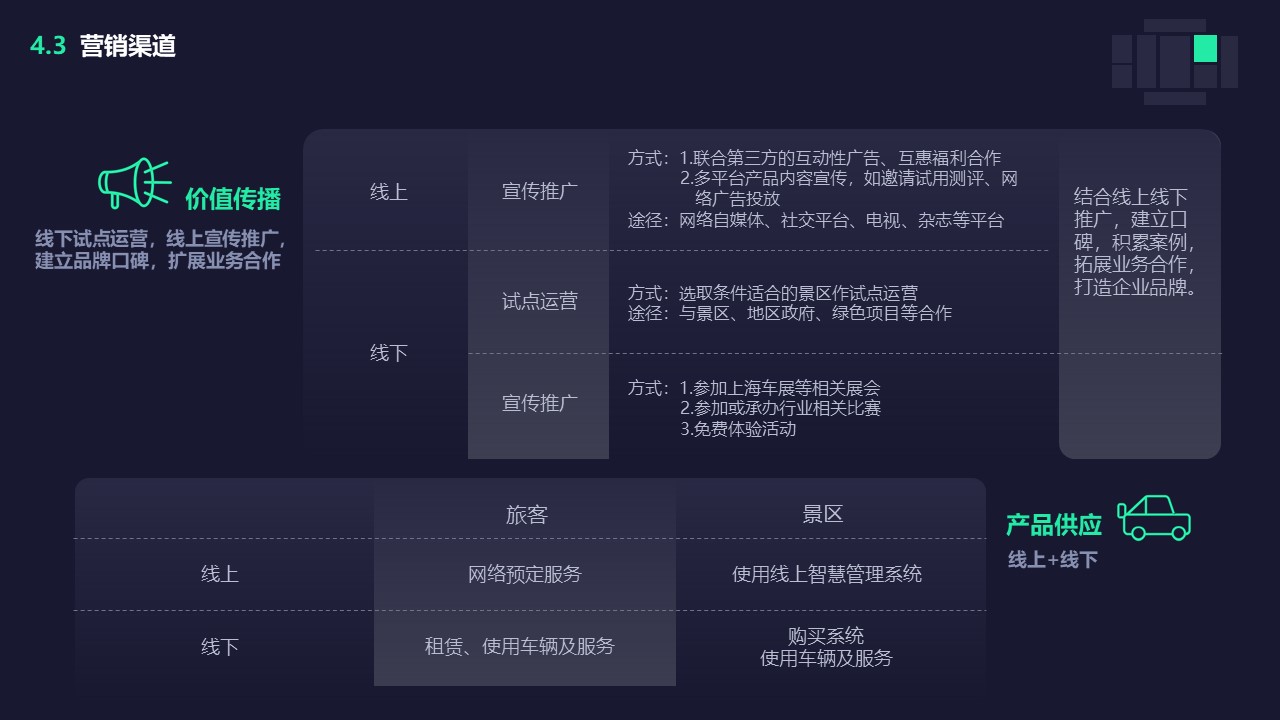 4.3 营销渠道
价值传播
线下试点运营，线上宣传推广，
建立品牌口碑，扩展业务合作
线上
宣传推广
方式：1.联合第三方的互动性广告、互惠福利合作
2.多平台产品内容宣传，如邀请试用测评、网
络广告投放
途径：网络自媒体、社交平台、电视、杂志等平台
结合线上线下
推广，建立口
碑，积累案例，
拓展业务合作，
打造企业品牌。
线下
试点运营
方式：选取条件适合的景区作试点运营
途径：与景区、地区政府、绿色项目等合作
宣传推广
方式：1.参加上海车展等相关展会
2.参加或承办行业相关比赛
3.免费体验活动
旅客
景区
线上
网络预定服务
使用线上智慧管理系统
线下
租赁、使用车辆及服务
购买系统
使用车辆及服务
产品供应
线上+线下